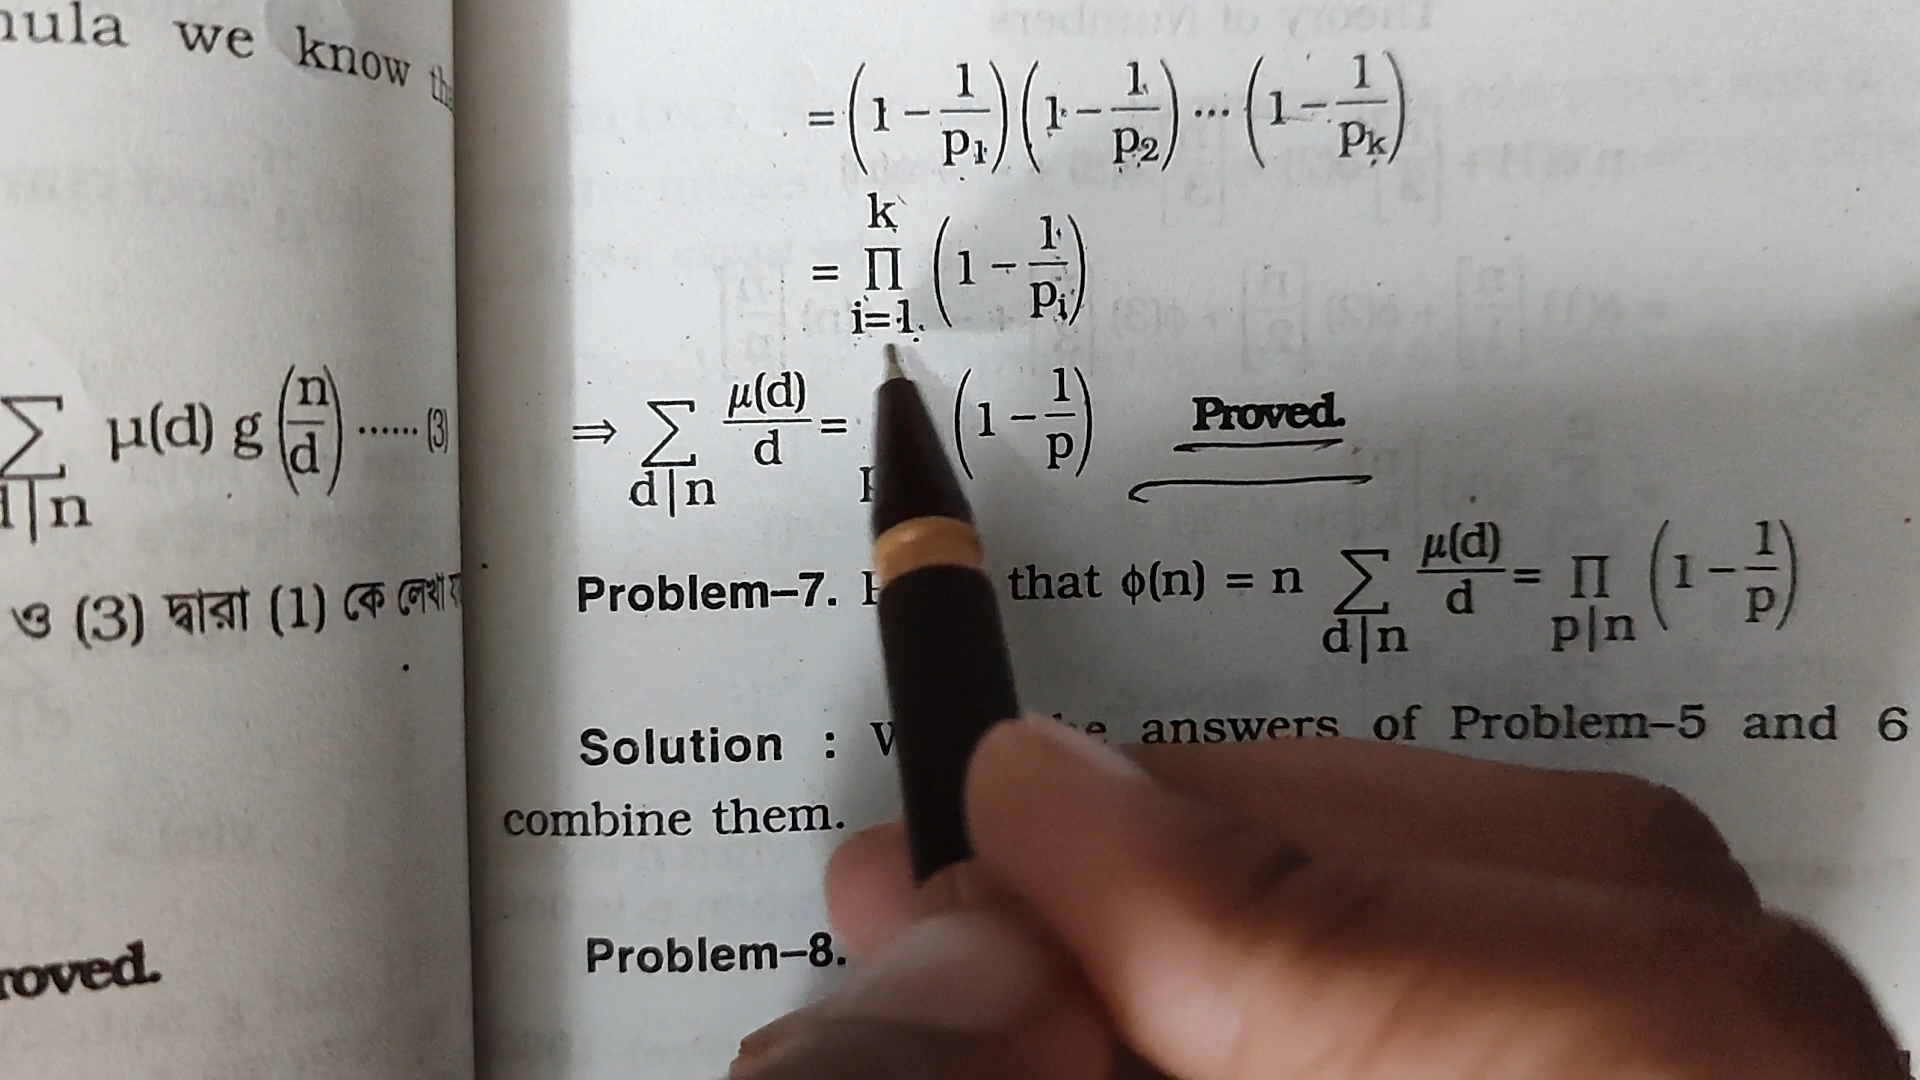 nula we know
∑ μ(d) g (n/d) ...... (3)
d|n
ও (3) দ্বারা (1) কে লেখা
roved.
= (1 − 1/p₁) (1 − 1/p₂) ... (1 − 1/pₖ)
k
= Π (1 − 1/pᵢ)
i=1
⇒ ∑ μ(d)/d = (1 − 1/p) Proved.
d|n
Problem–7. that ϕ(n) = n ∑ μ(d)/d = Π (1 − 1/p)
d|n p|n
Solution : answers of Problem–5 and 6
combine them.
Problem–8.